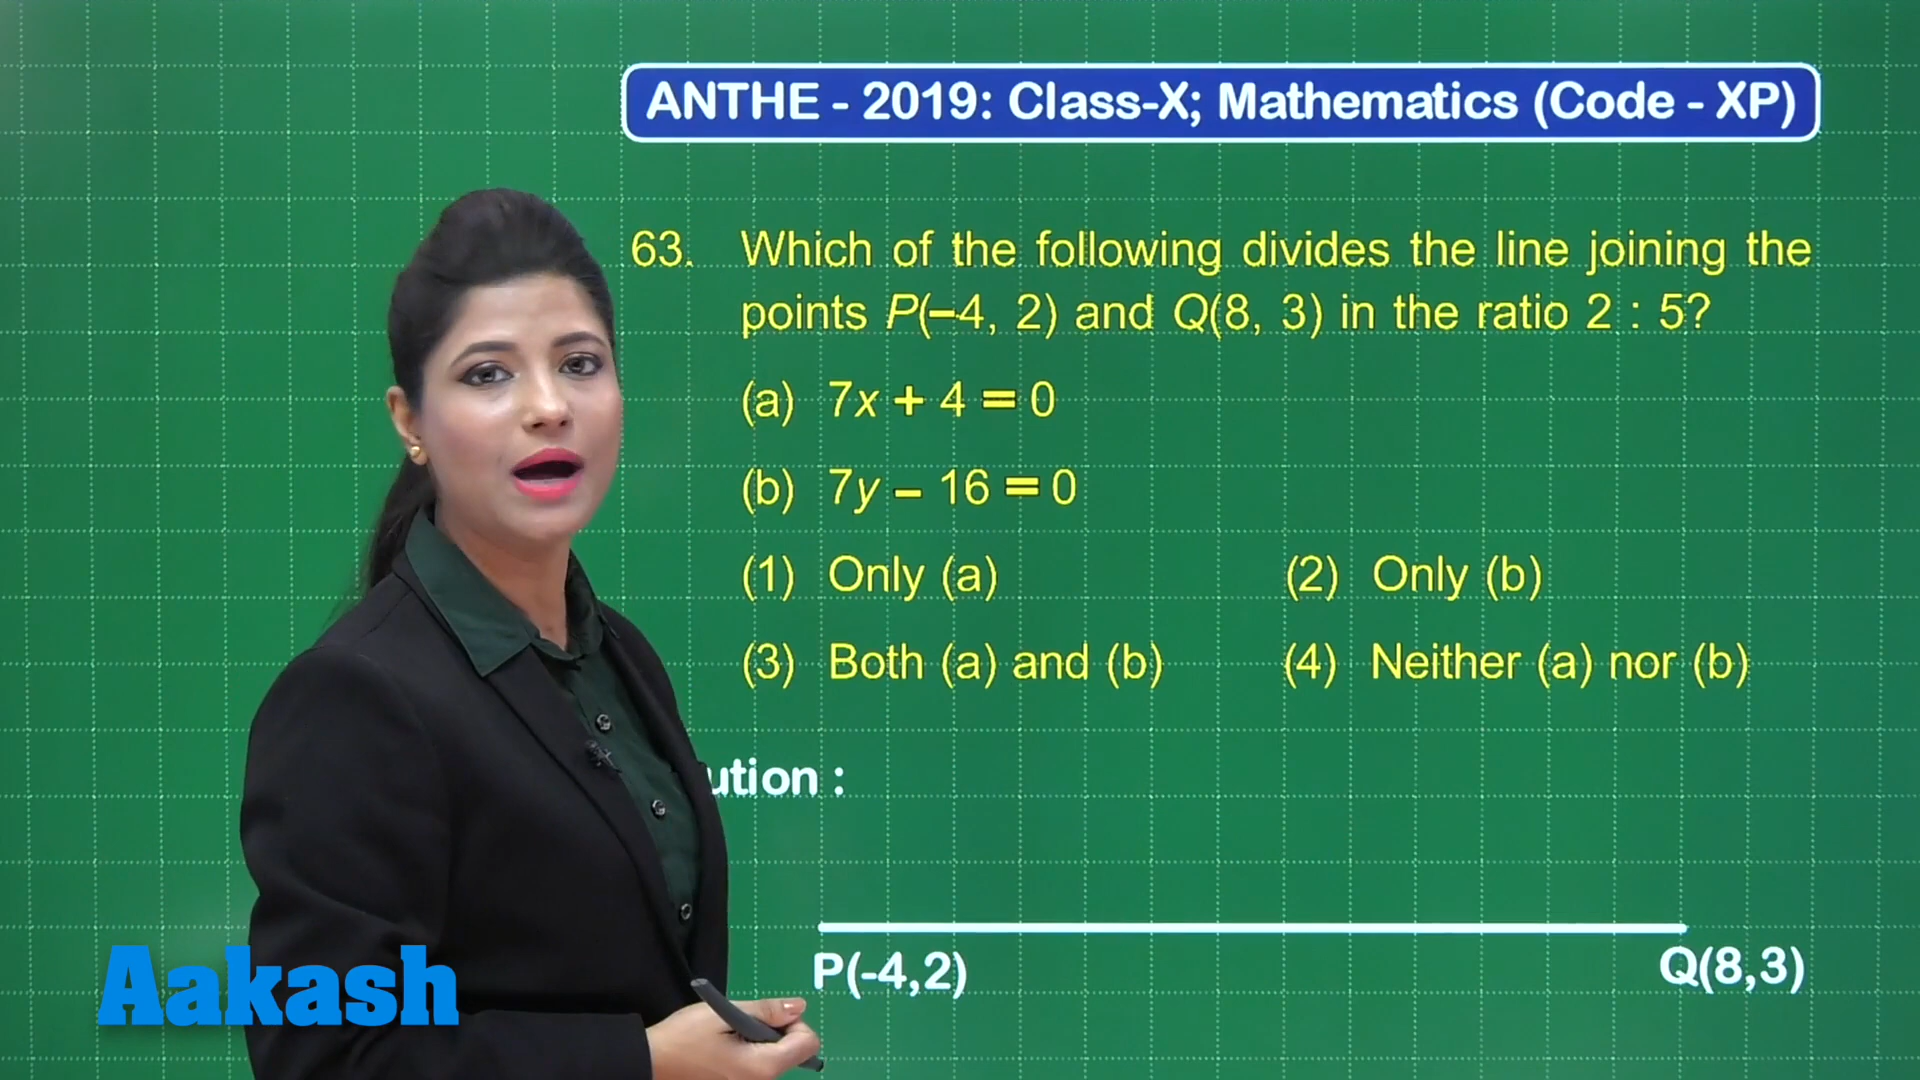 ANTHE - 2019: Class-X; Mathematics (Code - XP)
63. Which of the following divides the line joining the
points P(–4, 2) and Q(8, 3) in the ratio 2 : 5?
(a) 7x + 4 = 0
(b) 7y – 16 = 0
(1) Only (a) (2) Only (b)
(3) Both (a) and (b) (4) Neither (a) nor (b)
ution :
P(-4,2) Q(8,3)
Aakash